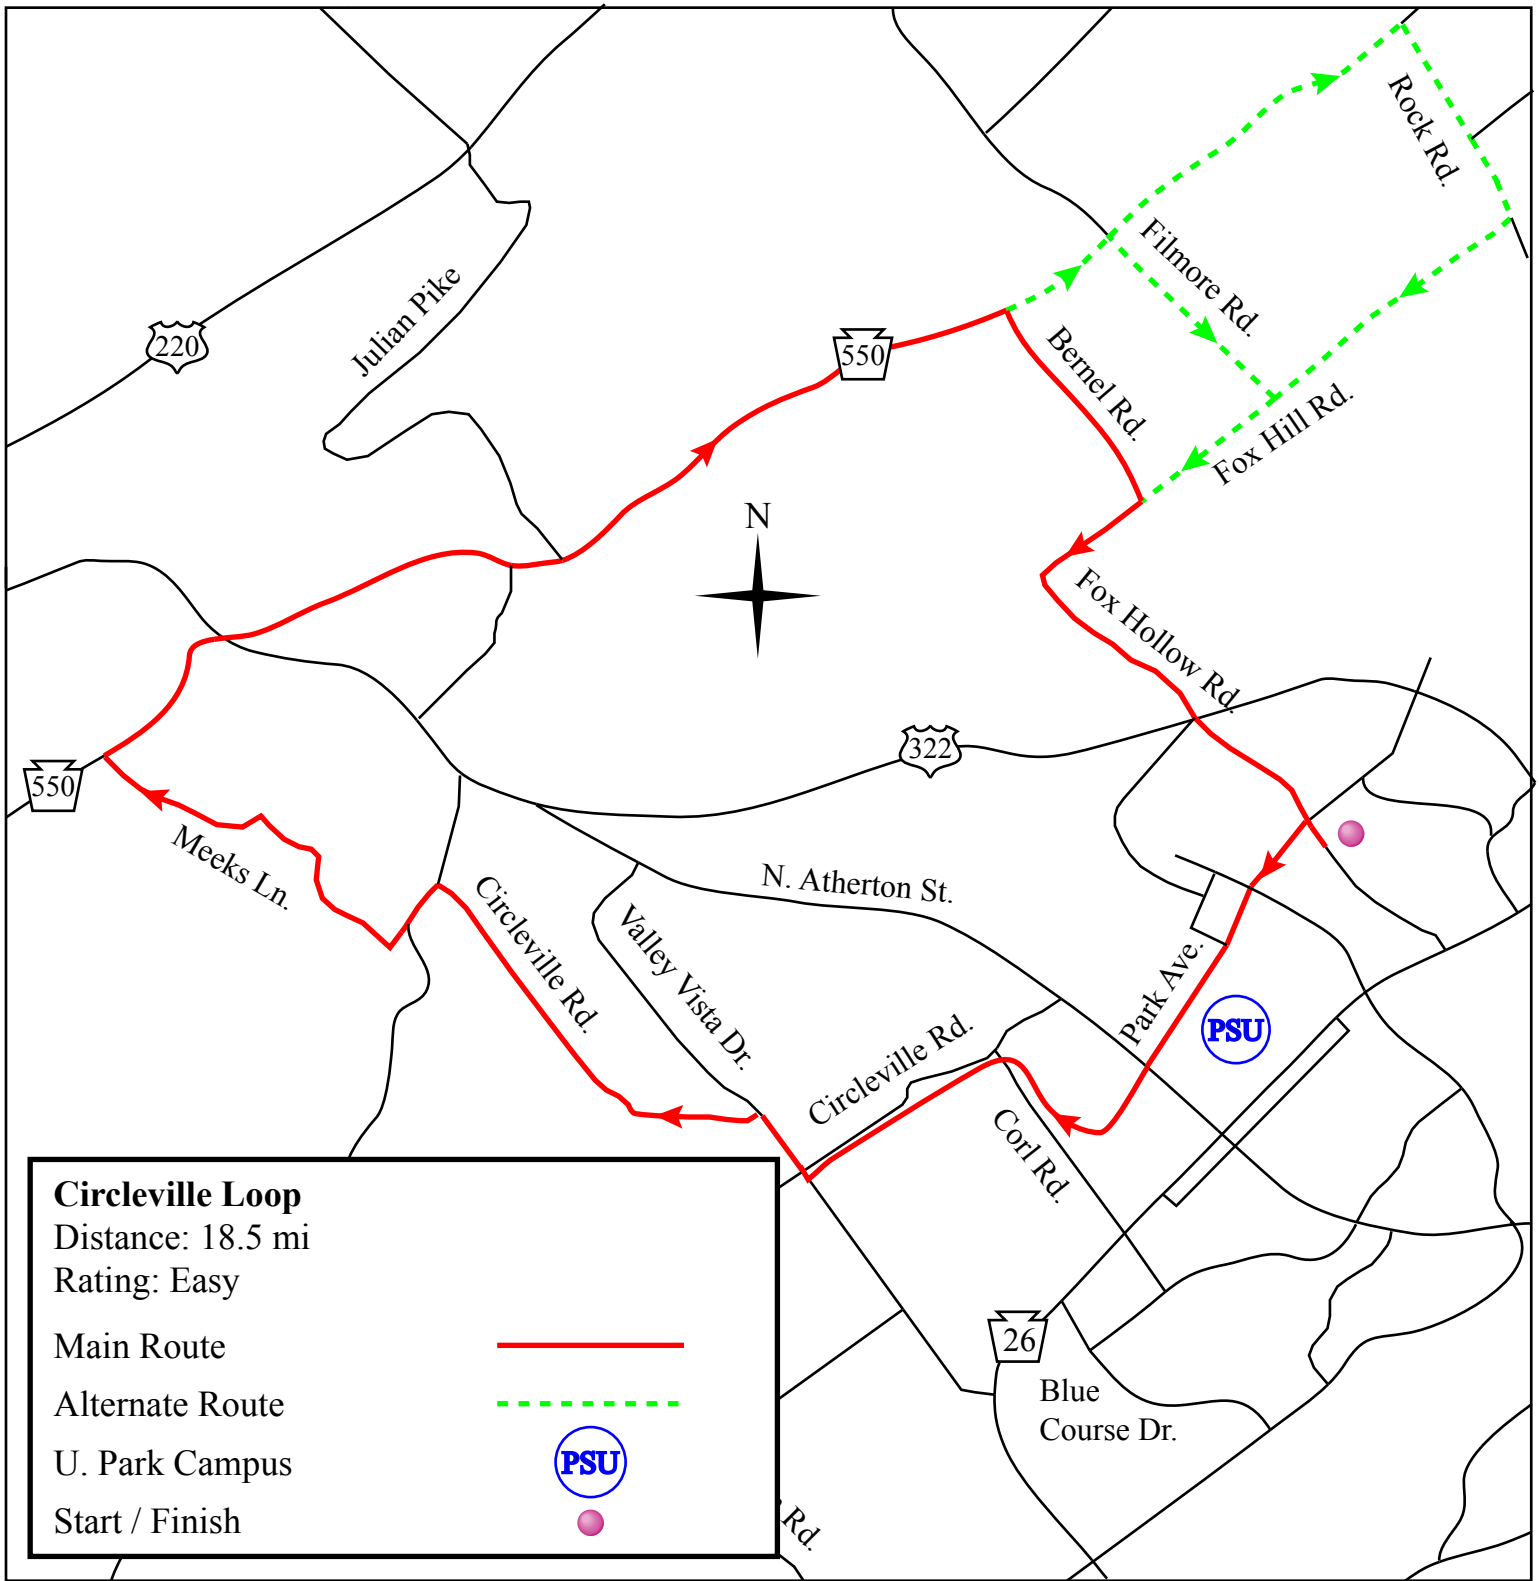 Rock Rd.
Filmore Rd.
Julian Pike
220
550
Bernel Rd.
Fox Hill Rd.
N
Fox Hollow Rd.
322
550
Meeks Ln.
N. Atherton St.
Circleville Rd.
Valley Vista Dr.
Park Ave.
PSU
Circleville Rd.
Corl Rd.
26
Blue
Course Dr.
Rd.
Circleville Loop
Distance: 18.5 mi
Rating: Easy
Main Route
Alternate Route
U. Park Campus
PSU
Start / Finish